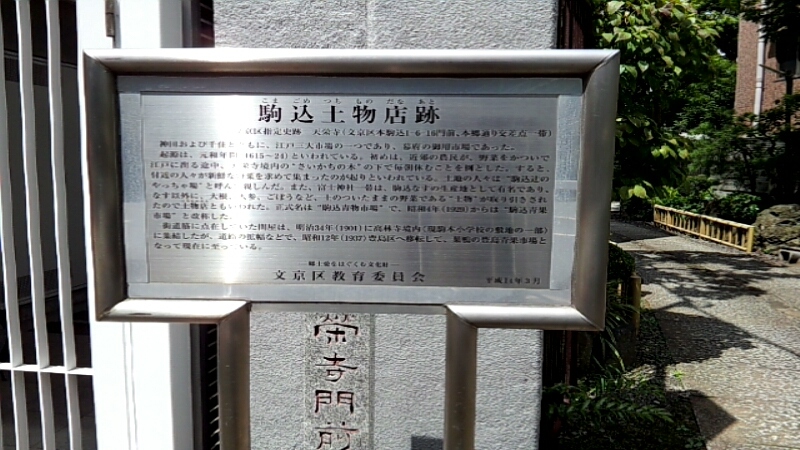 こま ごめ つち もの だな あと
駒込土物店跡
京区指定史跡 天栄寺（文京区本駒込1-6-16門前、本郷通り交差点一帯）
神田および千住とともに、江戸三大市場の一つであり、幕府の御用市場であった。
起源は、元和年間（1615〜24）といわれている。初めは、近郊の農民が、野菜をかついで
江戸に出る途中、天栄寺境内の“さいかちの木”の下で毎朝休むことを例とした。すると、
付近の人々が新鮮な野菜を求めて集まったのが起りといわれている。土地の人々は“駒込辻の
やっちゃ場”と呼んで親しんだ。また、富士神社一帯は、駒込なすの生産地として有名であり、
なす以外に、大根、人参、ごぼうなど、土のついたままの野菜である“土物”が取り引きされ
たので土物店ともいわれた。正式名は“駒込青物市場”で、昭和4年（1929）からは“駒込青果
市場”と改称した。
街道筋に点在していた問屋は、明治34年（1901）に高林寺境内（現駒本小学校の敷地の一部）
に集結したが、道路の拡幅などで、昭和12年（1937）豊島区へ移転して、巣鴨の豊島青果市場と
なって現在に至っている。
郷土愛をはぐくむ文化財
文京区教育委員会 平成14年3月
榮寺門前